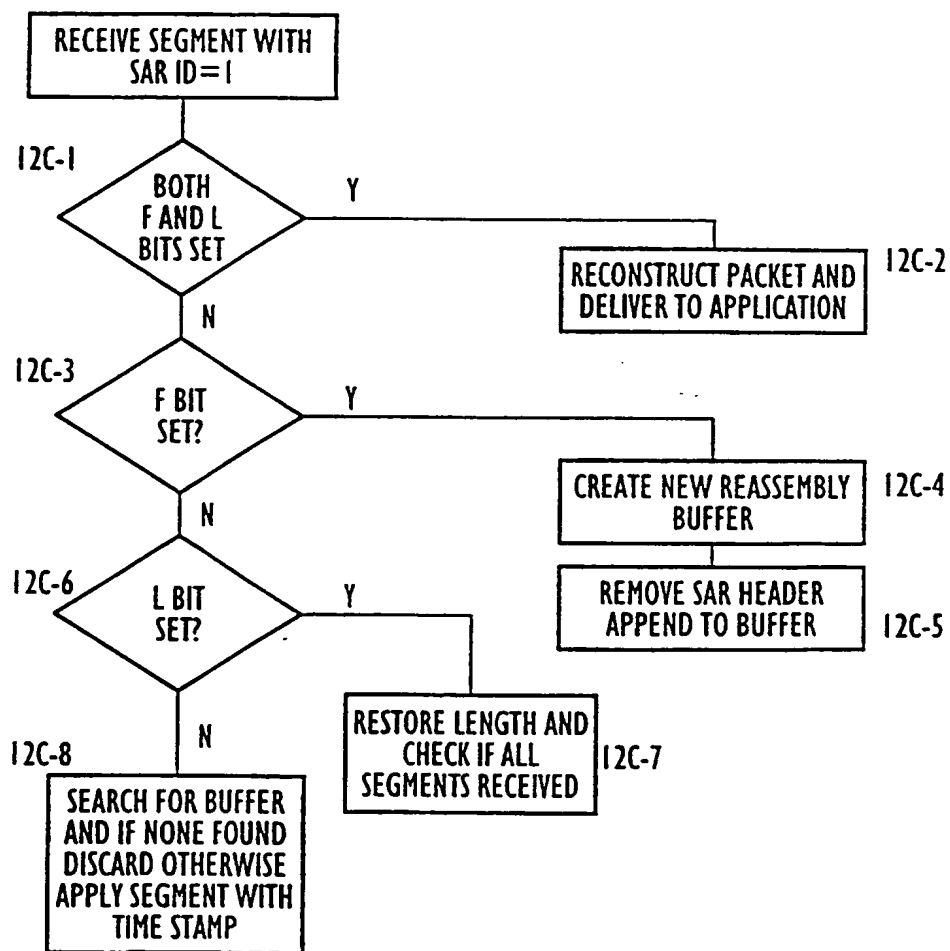 RECEIVE SEGMENT WITH
SAR ID=1
12C-1
BOTH
F AND L
BITS SET
Y
12C-2
RECONSTRUCT PACKET AND
DELIVER TO APPLICATION
N
12C-3
F BIT
SET?
Y
12C-4
CREATE NEW REASSEMBLY
BUFFER
N
REMOVE SAR HEADER
APPEND TO BUFFER
12C-5
12C-6
L BIT
SET?
Y
RESTORE LENGTH AND
CHECK IF ALL
SEGMENTS RECEIVED
12C-7
N
12C-8
SEARCH FOR BUFFER
AND IF NONE FOUND
DISCARD OTHERWISE
APPLY SEGMENT WITH
TIME STAMP